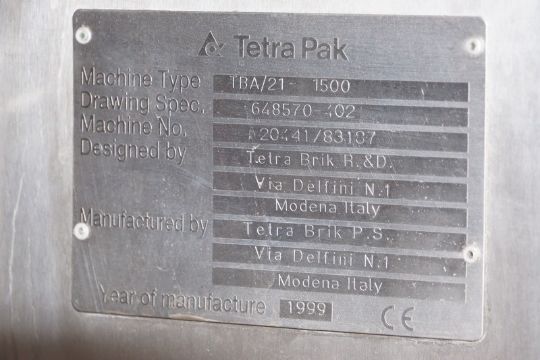 Tetra Pak
Machine Type TBA/21- 1500
Drawing Spec. 648570-402
Machine No. 20441/83187
Designed by Tetra Brik R.&D.
Via Delfini N.1
Modena Italy
Manufactured by Tetra Brik P.S.
Via Delfini N.1
Modena Italy
Year of manufacture 1999 CE